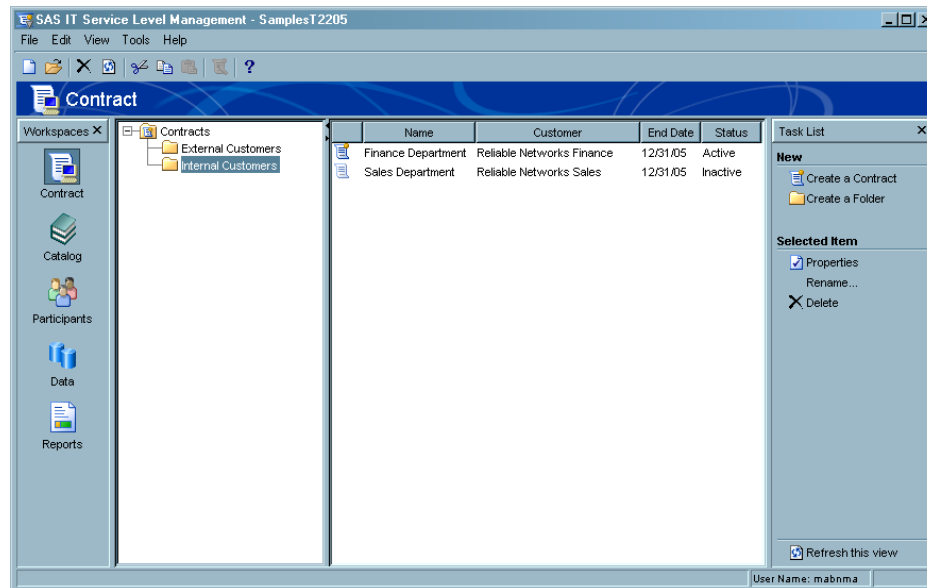 SAS IT Service Level Management - SamplesT2205
File Edit View Tools Help
Contract
Workspaces
Contract
Catalog
Participants
Data
Reports
Contracts
External Customers
Internal Customers
Name Customer End Date Status
Finance Department Reliable Networks Finance 12/31/05 Active
Sales Department Reliable Networks Sales 12/31/05 Inactive
Task List
New
Create a Contract
Create a Folder
Selected Item
Properties
Rename...
Delete
Refresh this view
User Name: mabnma